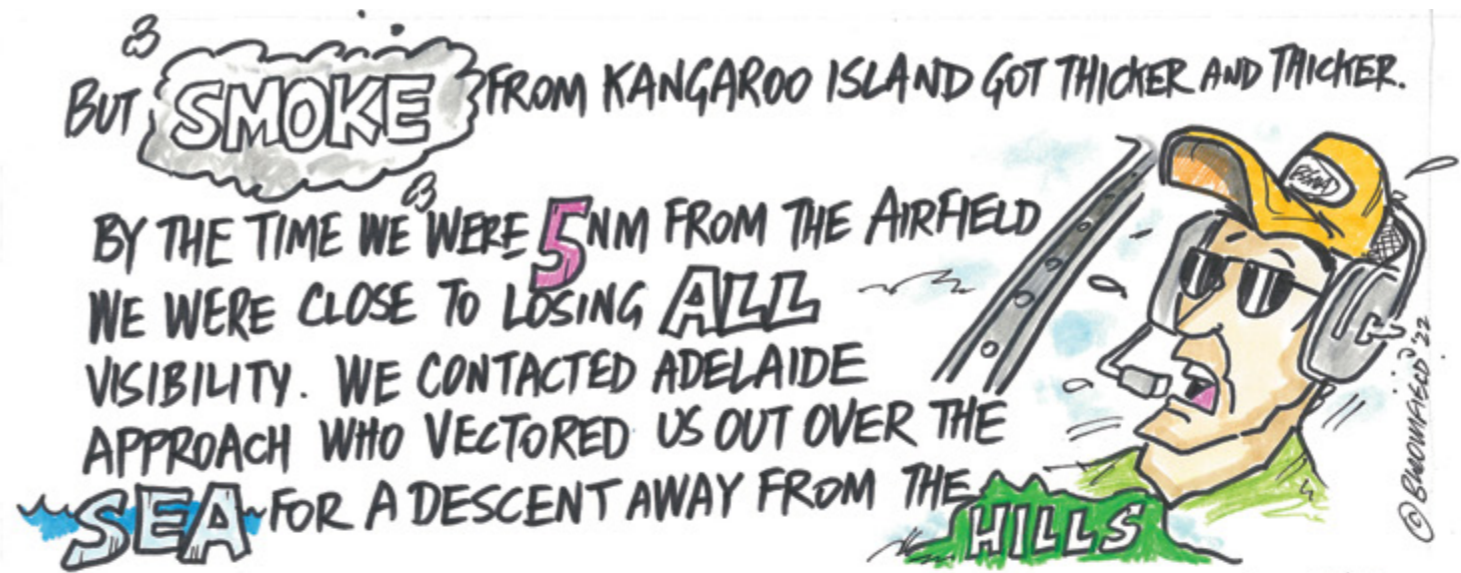 BUT SMOKE FROM KANGAROO ISLAND GOT THICKER AND THICKER.
BY THE TIME WE WERE 5NM FROM THE AIRFIELD
WE WERE CLOSE TO LOSING ALL
VISIBILITY. WE CONTACTED ADELAIDE
APPROACH WHO VECTORED US OUT OVER THE
SEA FOR A DESCENT AWAY FROM THE HILLS